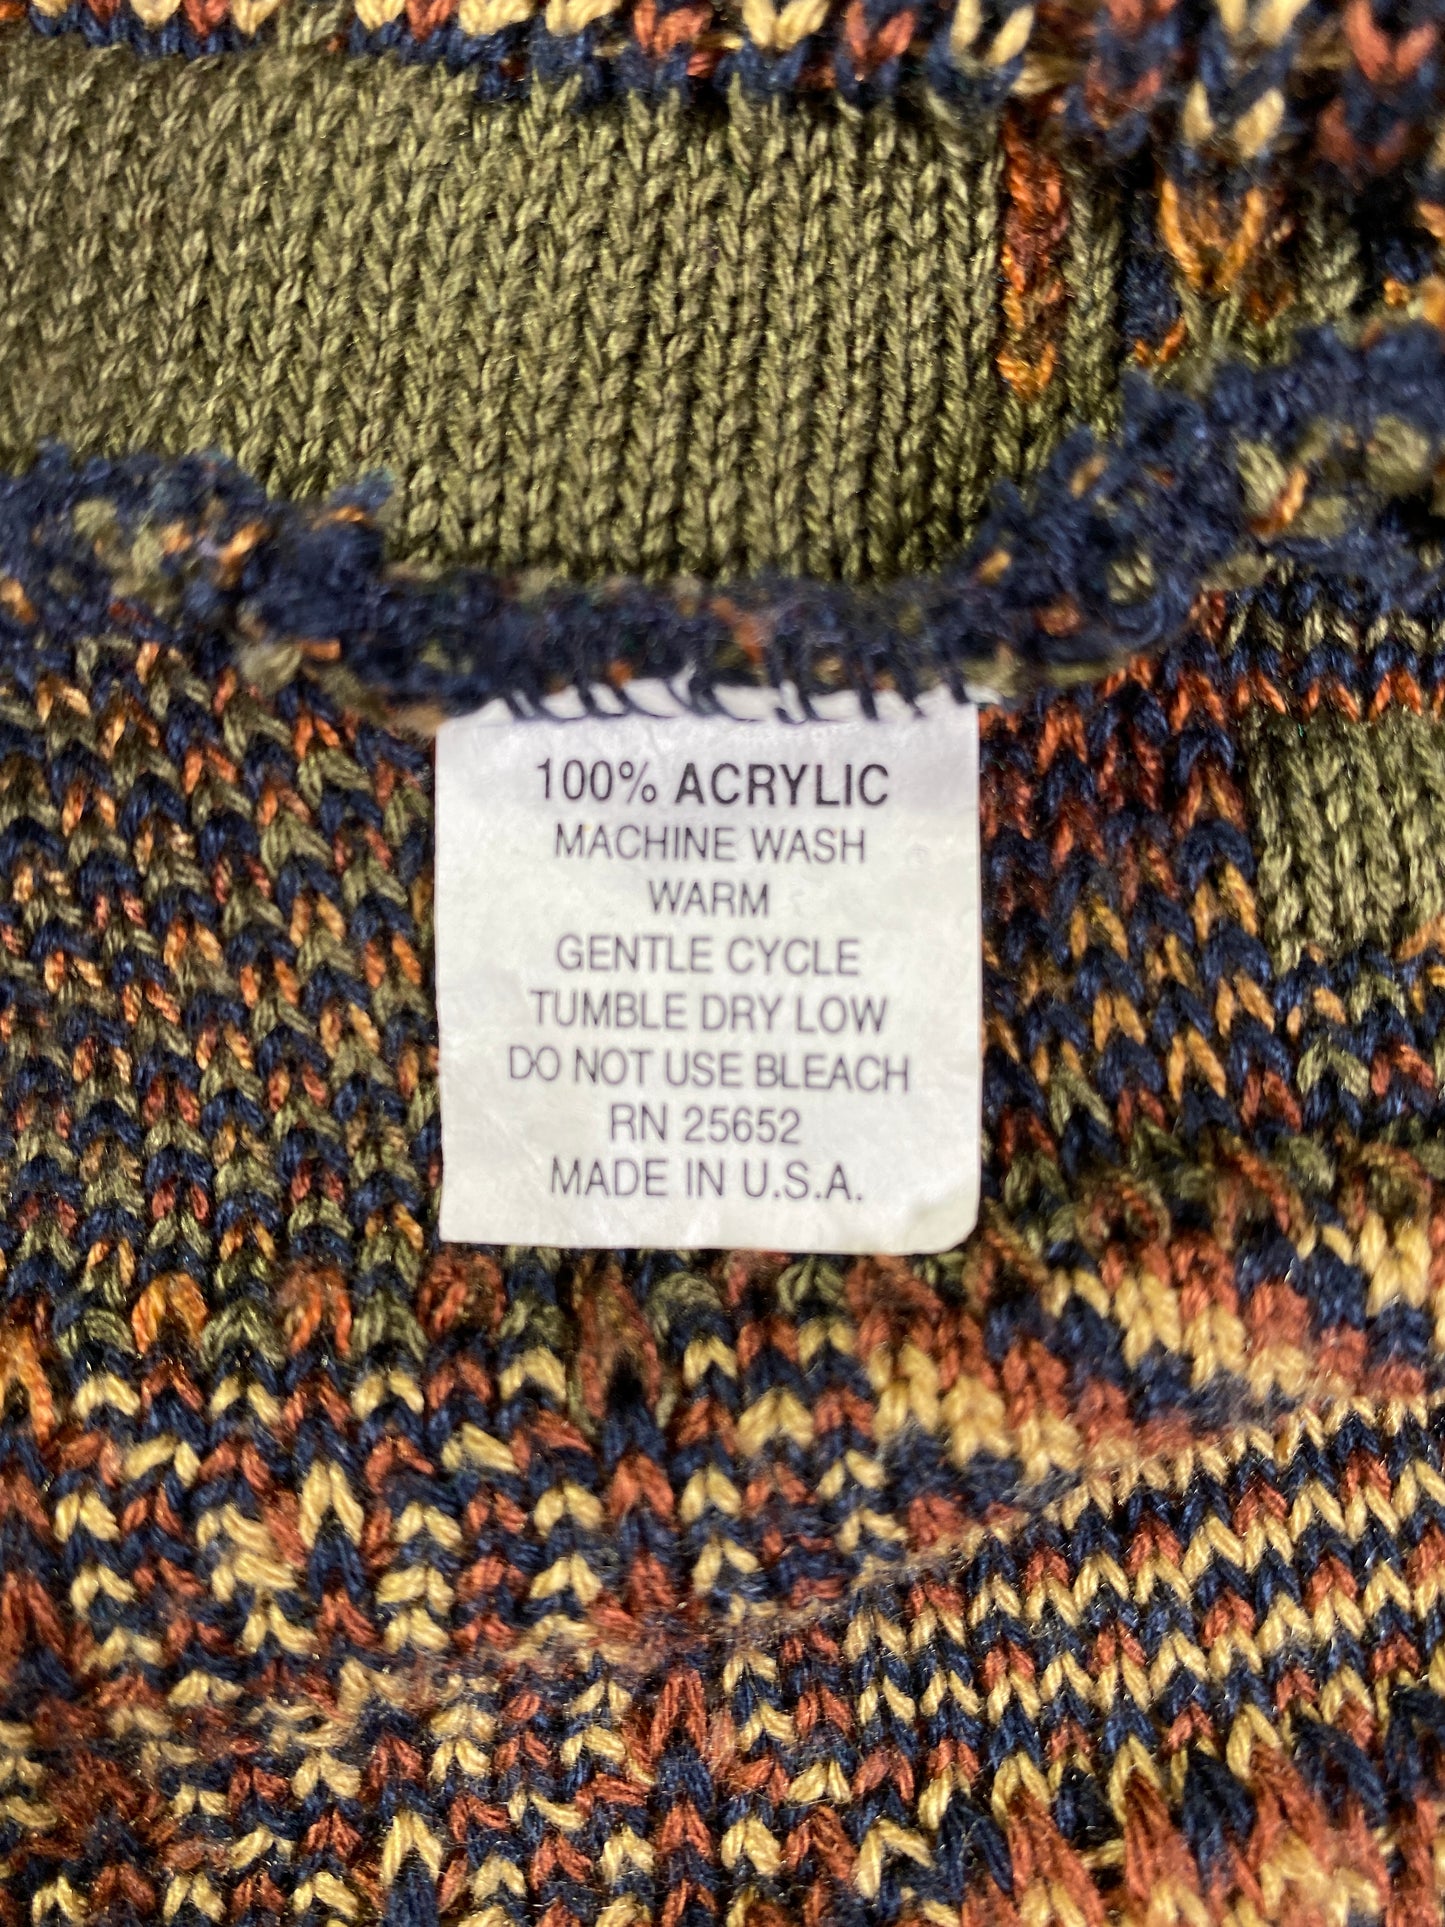 100% ACRYLIC
MACHINE WASH
WARM
GENTLE CYCLE
TUMBLE DRY LOW
DO NOT USE BLEACH
RN 25652
MADE IN U.S.A.